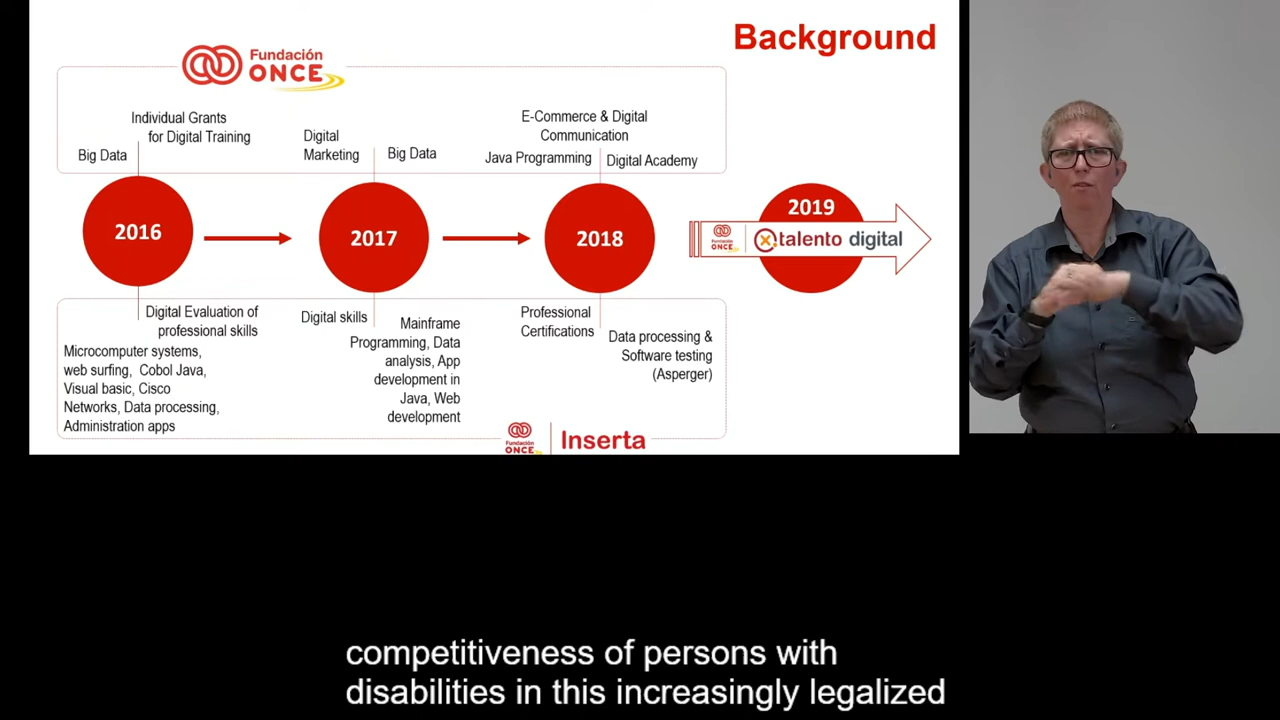 Background
Fundación
ONCE
Individual Grants
for Digital Training
Big Data
Digital
Marketing
Big Data
E-Commerce & Digital
Communication
Java Programming
Digital Academy
2016
2017
2018
2019
Fundación
ONCE
talento digital
Digital Evaluation of
professional skills
Microcomputer systems,
web surfing, Cobol Java,
Visual basic, Cisco
Networks, Data processing,
Administration apps
Digital skills
Mainframe
Programming, Data
analysis, App
development in
Java, Web
development
Professional
Certifications
Data processing &
Software testing
(Asperger)
Fundación
ONCE
Inserta
competitiveness of persons with
disabilities in this increasingly legalized